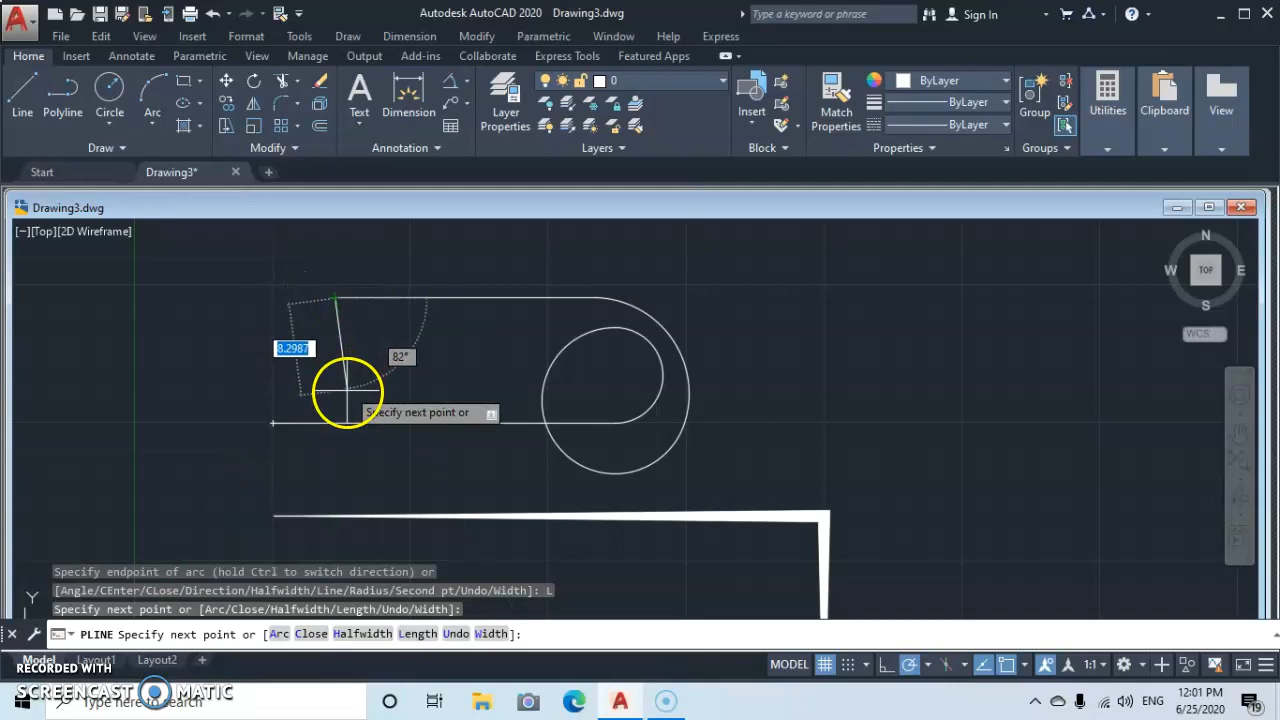 Autodesk AutoCAD 2020 Drawing3.dwg
Type a keyword or phrase
Sign In
File Edit View Insert Format Tools Draw Dimension Modify Parametric Window Help Express
Home Insert Annotate Parametric View Manage Output Add-ins Collaborate Express Tools Featured Apps
0
ByLayer
ByLayer
ByLayer
Line Polyline Circle Arc Text Dimension Layer Properties Insert Match Properties Group Utilities Clipboard View
Draw Modify Annotation Layers Block Properties Groups
Start Drawing3*
Drawing3.dwg
[−][Top][2D Wireframe]
N
W TOP E
S
WCS
8.2987
82°
Specify next point or
Specify endpoint of arc (hold Ctrl to switch direction) or
[Angle/CEnter/CLose/Direction/Halfwidth/Line/Radius/Second pt/Undo/Width]: L
Y
Specify next point or [Arc/Close/Halfwidth/Length/Undo/Width]:
PLINE Specify next point or [Arc Close Halfwidth Length Undo Width]:
Model Layout1 Layout2
MODEL 1:1
RECORDED WITH
SCREENCAST MATIC
Type here to search
ENG
12:01 PM
6/25/2020
19